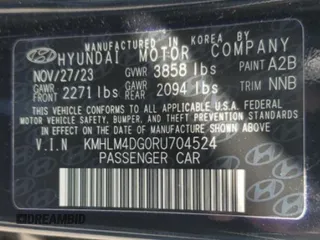 MANUFACTURED IN KOREA BY
HYUNDAI MOTOR COMPANY
NOV/27/23 GVWR 3858 lbs PAINT A2B
GAWR FRONT 2271 lbs GAWR REAR 2094 lbs TRIM NNB
THIS VEHICLE CONFORMS TO ALL APPLICABLE U.S.
FEDERAL MOTOR VEHICLE SAFETY, BUMPER, AND THEFT
PREVENTION STANDARDS IN EFFECT ON THE DATE OF
MANUFACTURE SHOWN ABOVE.
V.I.N KMHLM4DG0RU704524
PASSENGER CAR
DREAMBID